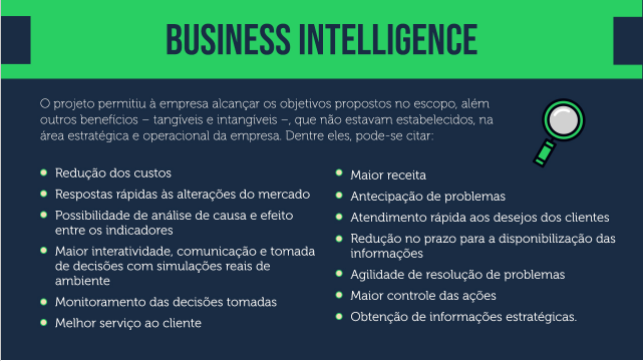 BUSINESS INTELLIGENCE
O projeto permitiu à empresa alcançar os objetivos propostos no escopo, além
outros benefícios – tangíveis e intangíveis –, que não estavam estabelecidos, na
área estratégica e operacional da empresa. Dentre eles, pode-se citar:
Redução dos custos
Respostas rápidas às alterações do mercado
Possibilidade de análise de causa e efeito
entre os indicadores
Maior interatividade, comunicação e tomada
de decisões com simulações reais de
ambiente
Monitoramento das decisões tomadas
Melhor serviço ao cliente
Maior receita
Antecipação de problemas
Atendimento rápida aos desejos dos clientes
Redução no prazo para a disponibilização das
informações
Agilidade de resolução de problemas
Maior controle das ações
Obtenção de informações estratégicas.